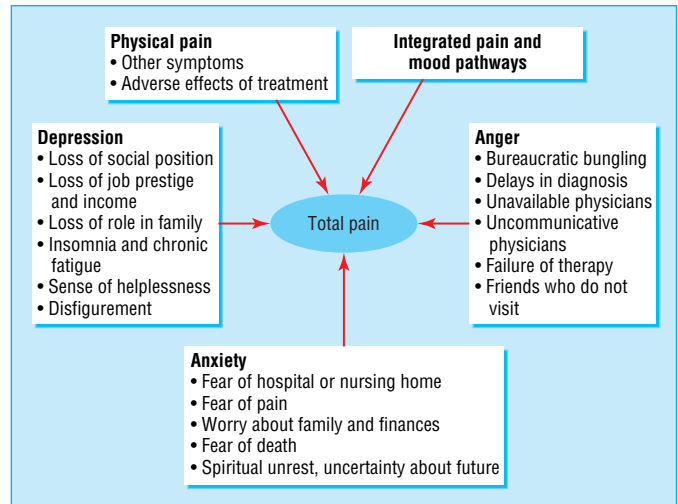 Physical pain
• Other symptoms
• Adverse effects of treatment
Integrated pain and
mood pathways
Depression
• Loss of social position
• Loss of job prestige
and income
• Loss of role in family
• Insomnia and chronic
fatigue
• Sense of helplessness
• Disfigurement
Total pain
Anger
• Bureaucratic bungling
• Delays in diagnosis
• Unavailable physicians
• Uncommunicative
physicians
• Failure of therapy
• Friends who do not
visit
Anxiety
• Fear of hospital or nursing home
• Fear of pain
• Worry about family and finances
• Fear of death
• Spiritual unrest, uncertainty about future